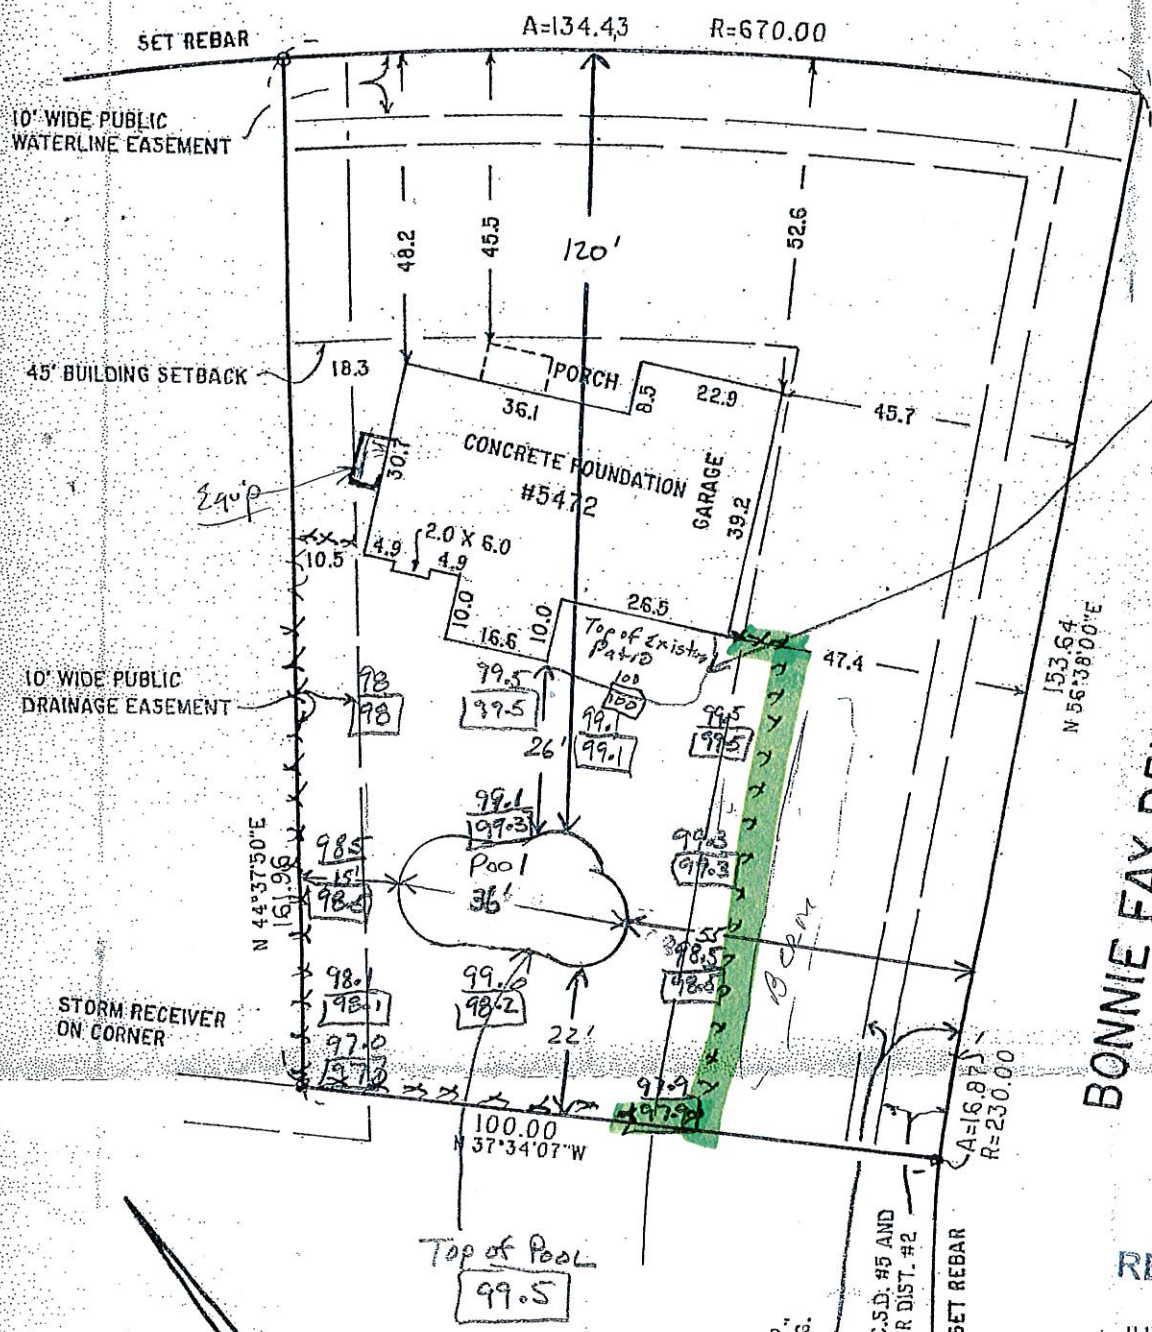 A=134.43
R=670.00
SET REBAR
10' WIDE PUBLIC
WATERLINE EASEMENT
48.2
45.5
120'
52.6
45' BUILDING SETBACK
18.3
PORCH
36.1
8.5
22.9
45.7
CONCRETE FOUNDATION
#5472
GARAGE
30.7
39.2
Equip
10.5
4.9
2.0 X 6.0
4.9
10.0
16.6
10.0
26.5
Top of Existing
Patio
47.4
153.64
N 56°38'00"E
10' WIDE PUBLIC
DRAINAGE EASEMENT
98
98
99.5
99.5
100
100
99.1
99.1
99.5
99.5
26'
99.1
99.3
Pool
36'
N 44°37'50"E
161.96
98.5
15'
99.3
55
98.5
Berm
98.1
98.1
98.2
STORM RECEIVER
ON CORNER
97.0
22'
97.9
97.9
100.00
N 37°34'07"W
A=16.87
R=230.00
BONNIE FAY
Top of Pool
99.5
C.S.D. #5 AND
R DIST. #2
SET REBAR